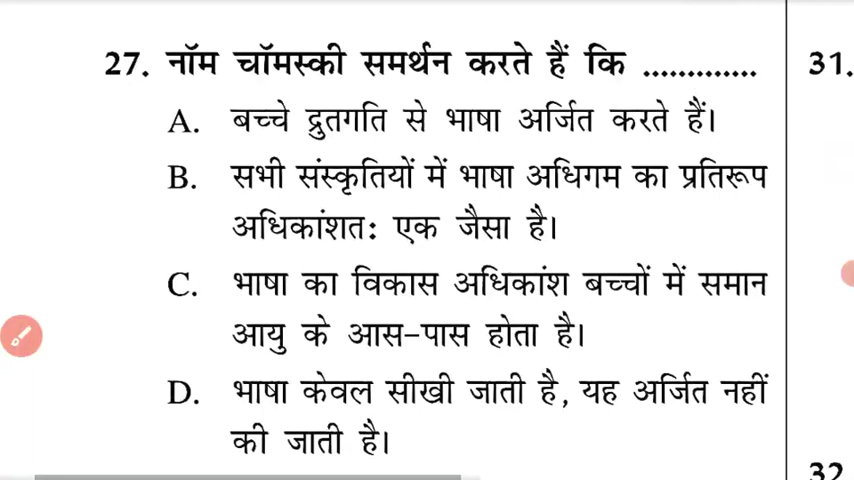 27. नॉम चॉमस्की समर्थन करते हैं कि .............
A. बच्चे द्रुतगति से भाषा अर्जित करते हैं।
B. सभी संस्कृतियों में भाषा अधिगम का प्रतिरूप
अधिकांशतः एक जैसा है।
C. भाषा का विकास अधिकांश बच्चों में समान
आयु के आस-पास होता है।
D. भाषा केवल सीखी जाती है, यह अर्जित नहीं
की जाती है।
31.
32